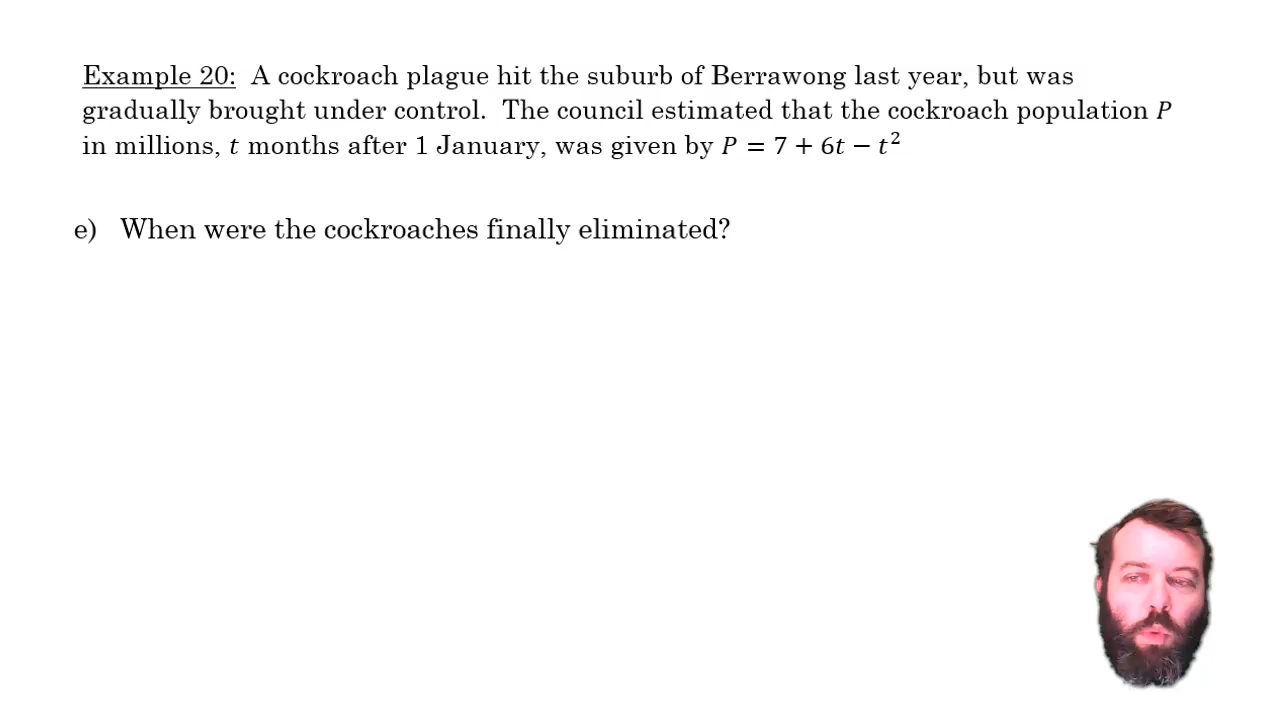 Example 20: A cockroach plague hit the suburb of Berrawong last year, but was
gradually brought under control. The council estimated that the cockroach population P
in millions, t months after 1 January, was given by P = 7 + 6t − t²
e) When were the cockroaches finally eliminated?